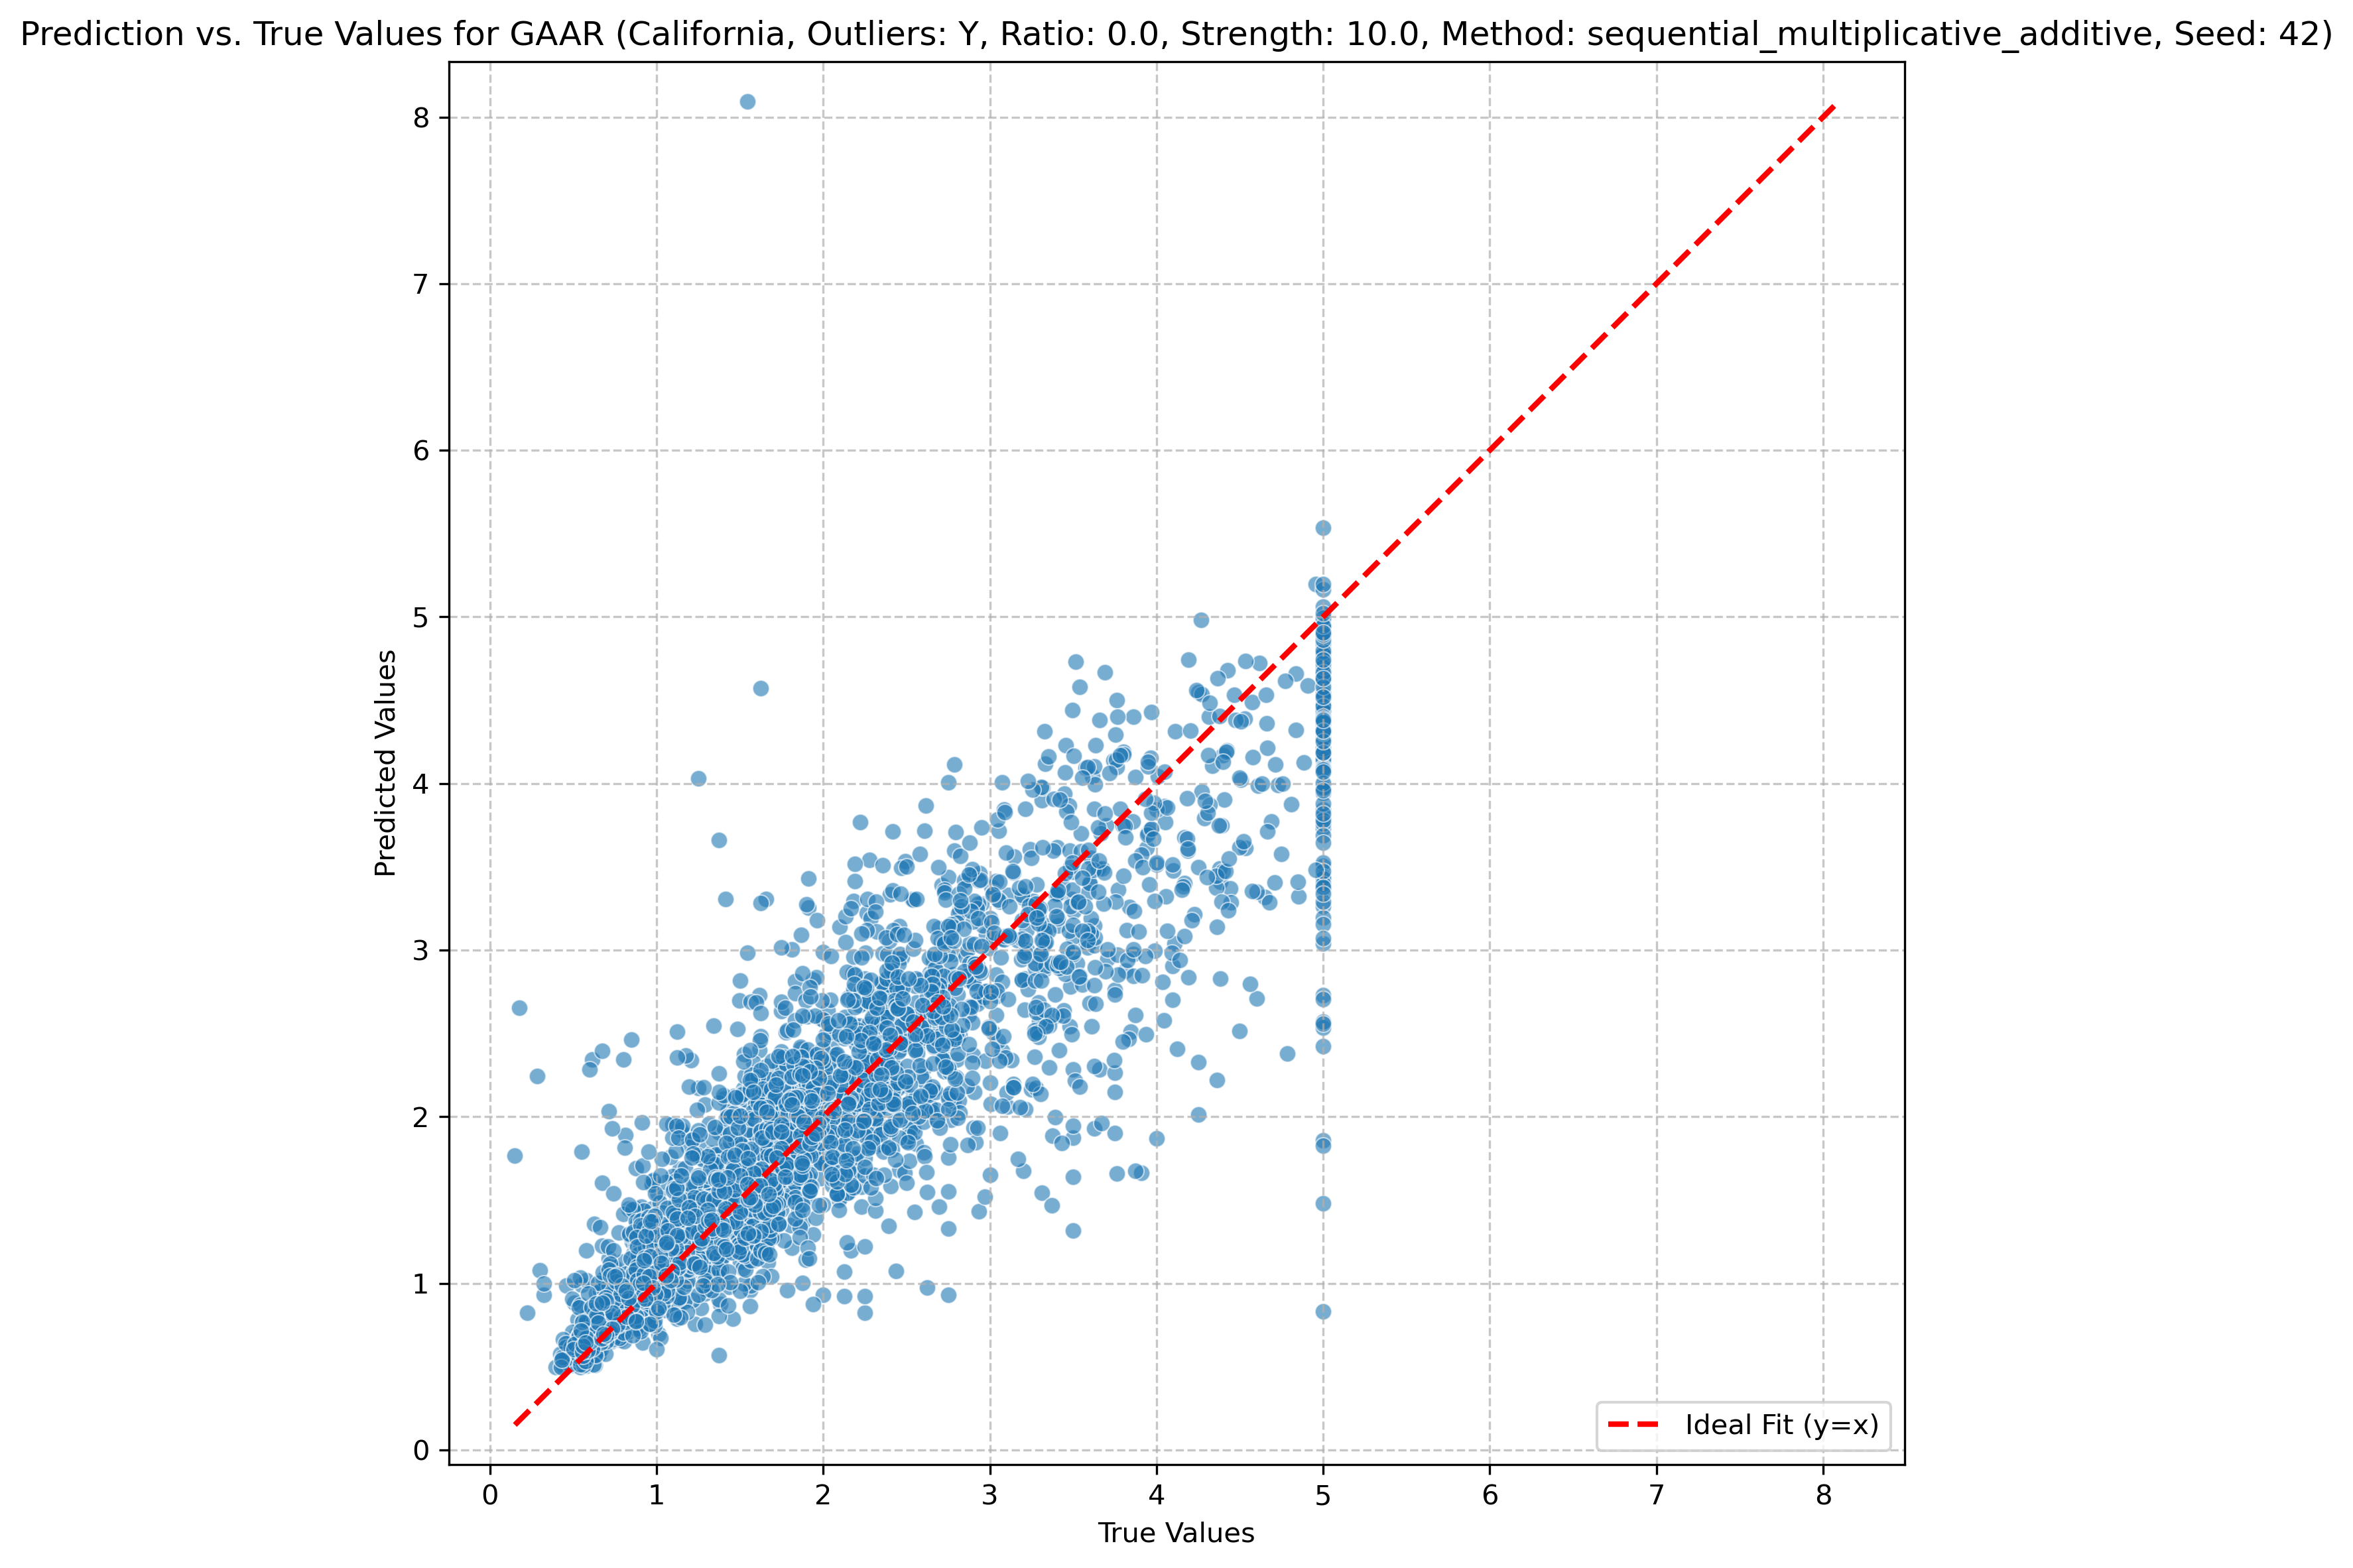 Prediction vs. True Values for GAAR (California, Outliers: Y, Ratio: 0.0, Strength: 10.0, Method: sequential_multiplicative_additive, Seed: 42)
8
7
6
5
4
3
2
1
0
Predicted Values
Ideal Fit (y=x)
0 1 2 3 4 5 6 7 8
True Values